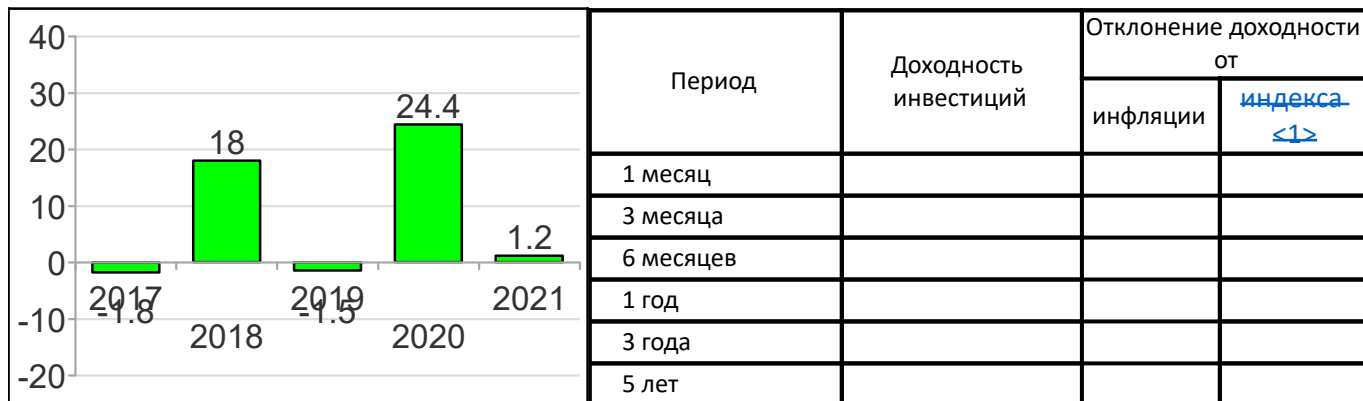 40
30
20
10
0
-10
-20
18
24.4
1.2
-1.8
-1.5
2017
2018
2019
2020
2021
Период
Доходность
инвестиций
Отклонение доходности
от
инфляции
индекса
<1>
1 месяц
3 месяца
6 месяцев
1 год
3 года
5 лет